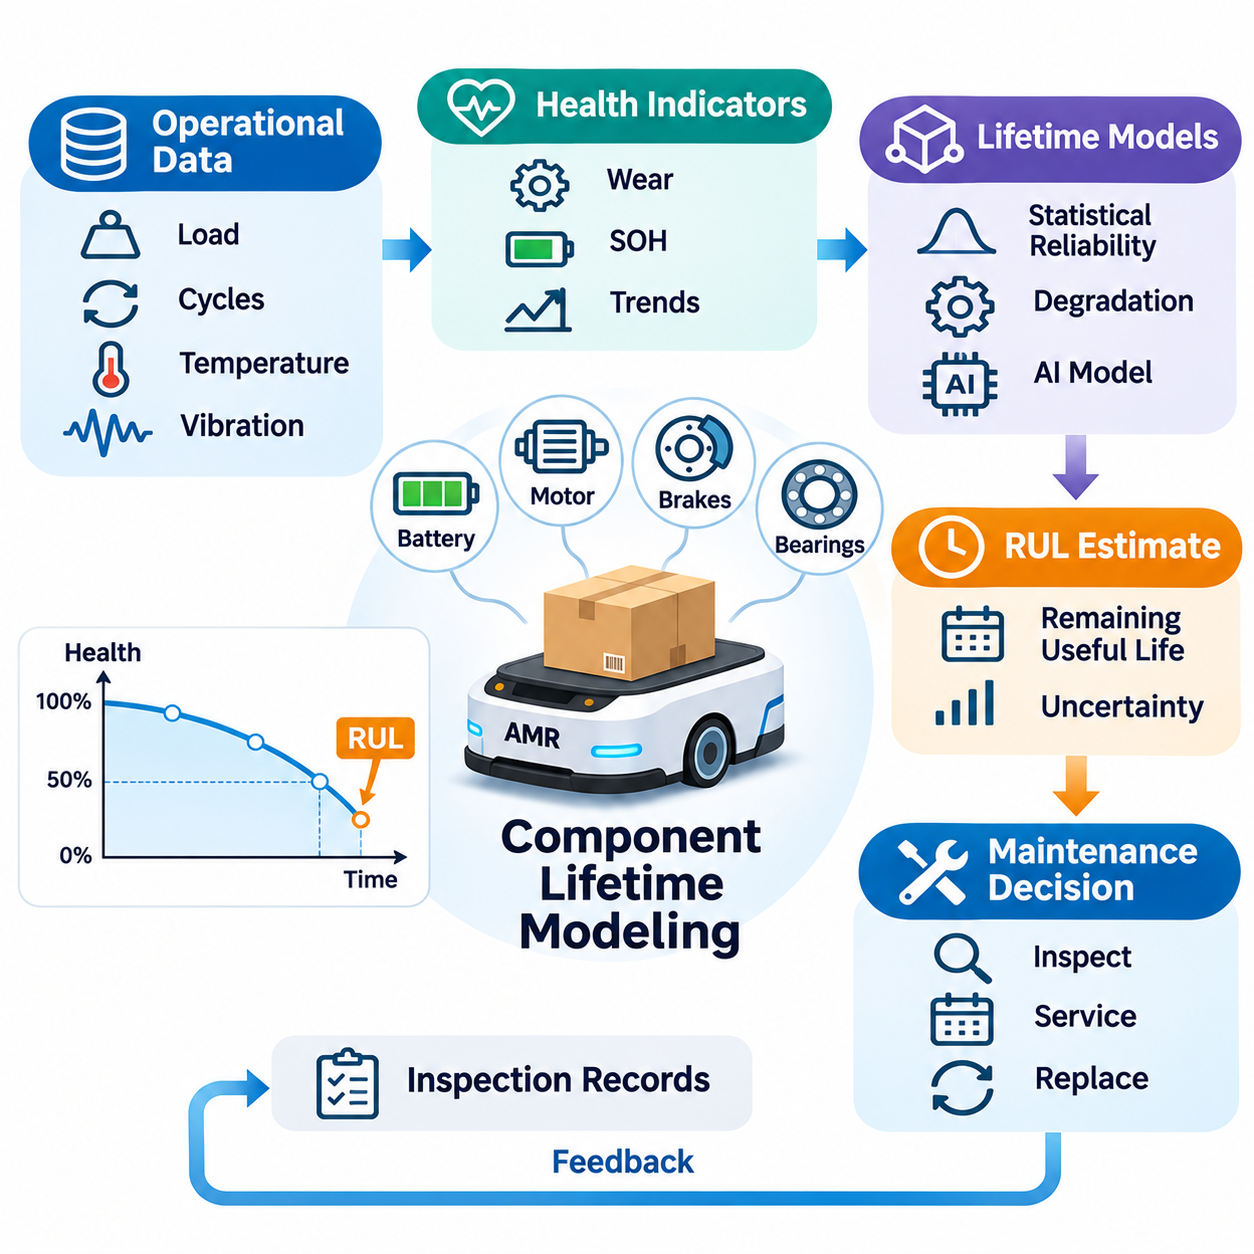 Operational
Data
Load
Cycles
Temperature
Vibration
Health Indicators
Wear
SOH
Trends
Lifetime Models
Statistical
Reliability
Degradation
AI
AI Model
Battery
Motor
Brakes
Bearings
RUL Estimate
Remaining
Useful Life
Uncertainty
Health
100%
50%
0%
RUL
Time
AMR
Component
Lifetime
Modeling
Maintenance
Decision
Inspect
Service
Replace
Inspection Records
Feedback